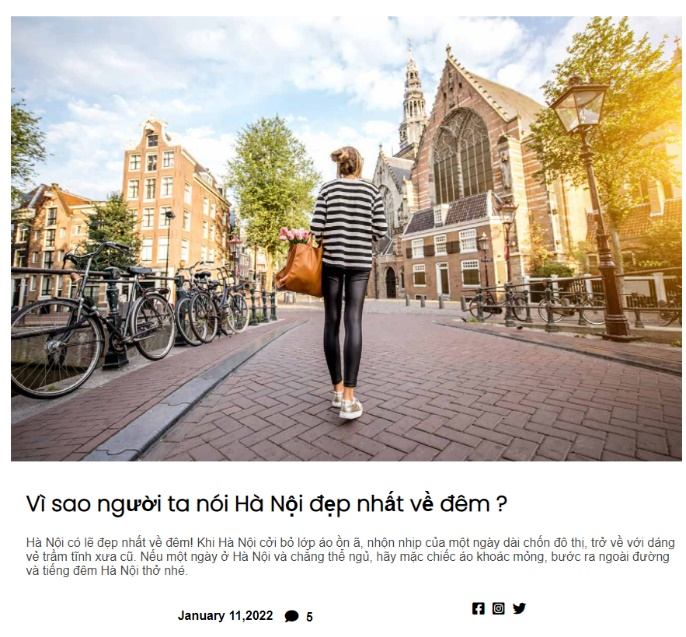 Vì sao người ta nói Hà Nội đẹp nhất về đêm ?
Hà Nội có lẽ đẹp nhất về đêm! Khi Hà Nội cởi bỏ lớp áo ồn ã, nhộn nhịp của một ngày dài chốn đô thị, trở về với dáng
vẻ trầm tĩnh xưa cũ. Nếu một ngày ở Hà Nội và chẳng thể ngủ, hãy mặc chiếc áo khoác mỏng, bước ra ngoài đường
và tiếng đêm Hà Nội thở nhé.
January 11,2022 5